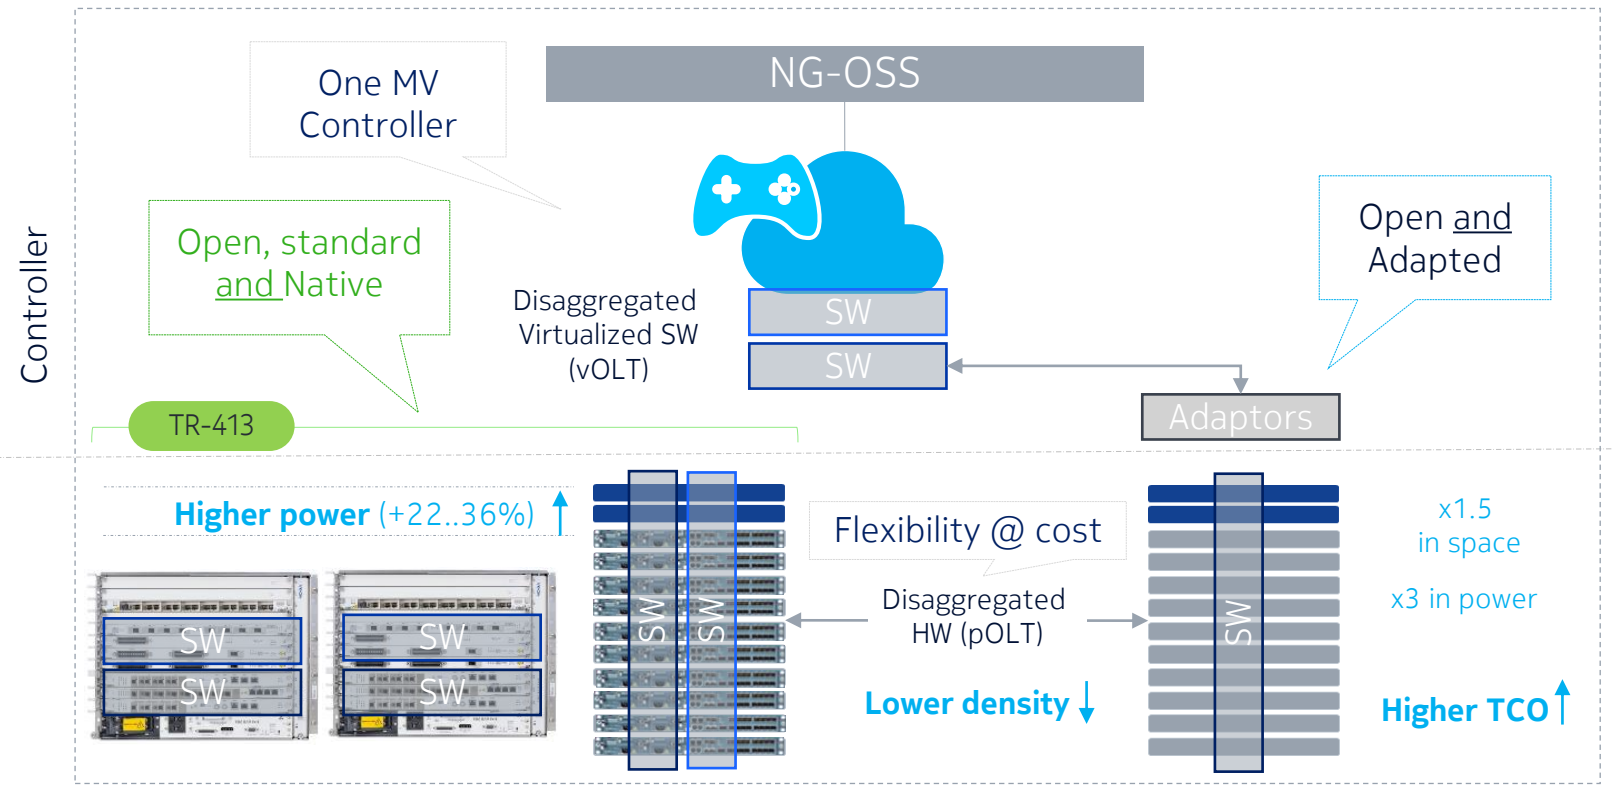 NG-OSS
One MV
Controller
Open, standard
and Native
Open and
Adapted
Controller
Disaggregated
Virtualized SW
(vOLT)
SW
SW
Adaptors
TR-413
Higher power (+22..36%)
Flexibility @ cost
x1.5
in space
x3 in power
Disaggregated
HW (pOLT)
SW
SW
SW
SW
SW
SW
SW
Lower density
Higher TCO